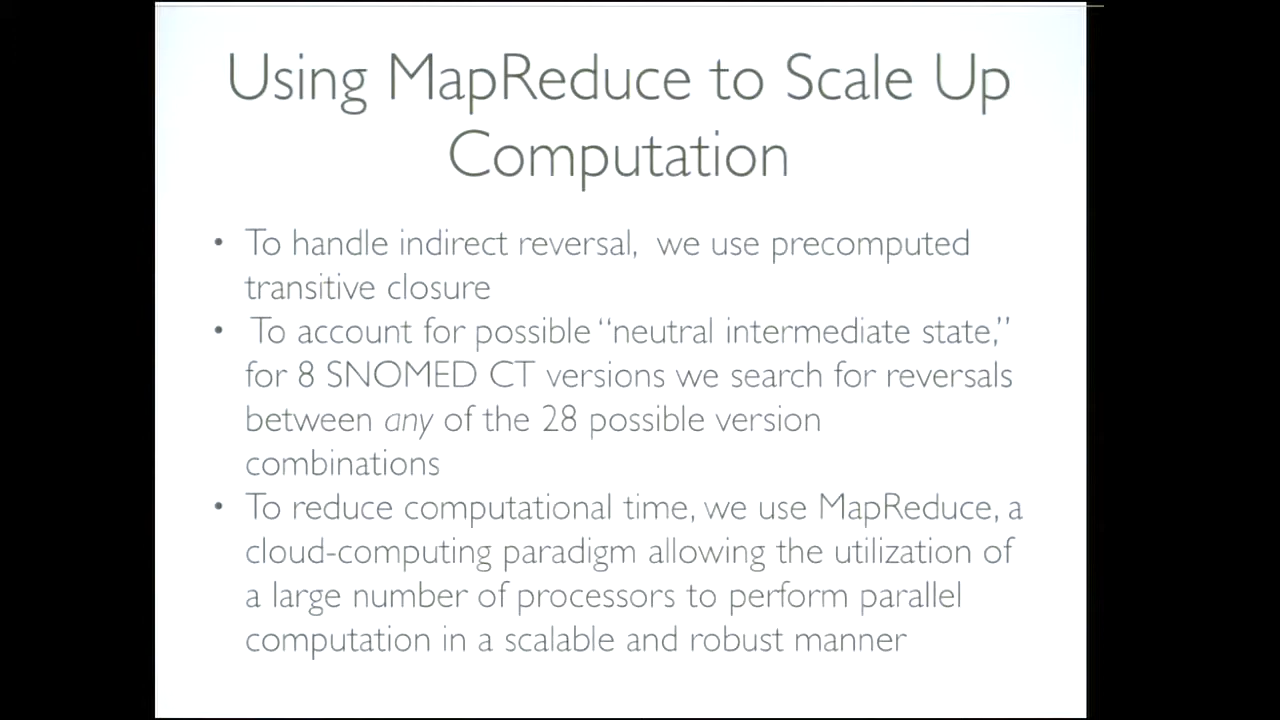 Using MapReduce to Scale Up
Computation
• To handle indirect reversal, we use precomputed
transitive closure
• To account for possible “neutral intermediate state,”
for 8 SNOMED CT versions we search for reversals
between any of the 28 possible version
combinations
• To reduce computational time, we use MapReduce, a
cloud-computing paradigm allowing the utilization of
a large number of processors to perform parallel
computation in a scalable and robust manner